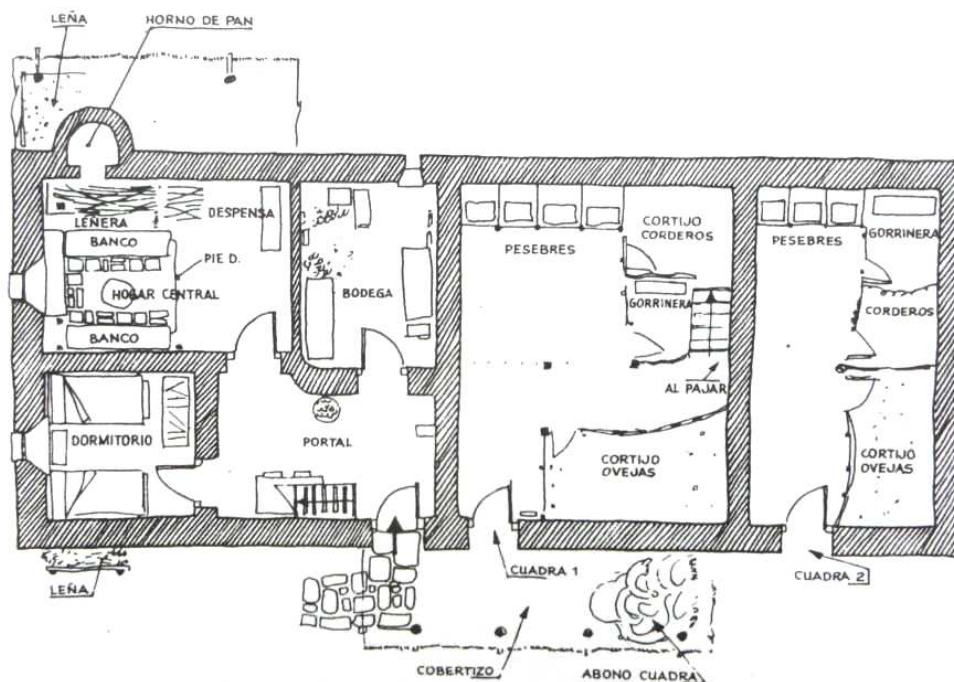 LEÑA
HORNO DE PAN
LEÑERA
DESPENSA
BANCO
PIE D.
HOGAR CENTRAL
BANCO
BODEGA
DORMITORIO
PORTAL
LEÑA
PESEBRES
CORTIJO
CORDEROS
GORRINERA
AL PAJAR
CORTIJO
OVEJAS
PESEBRES
GORRINERA
CORDEROS
CORTIJO
OVEJAS
CUADRA 1
CUADRA 2
COBERTIZO
ABONO CUADRA